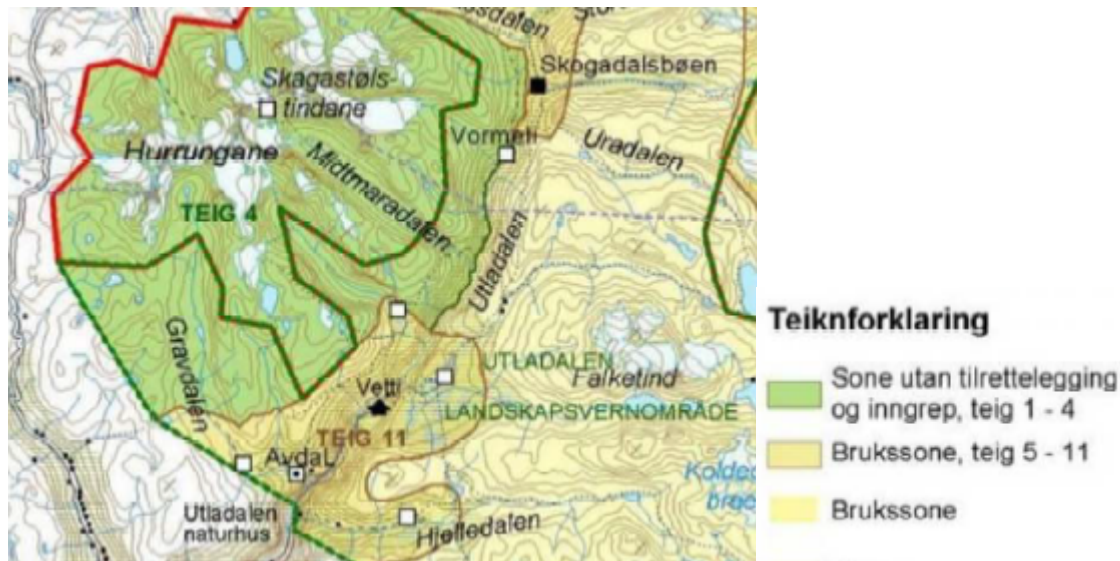 Skogadalsbøen
Skagastøls-
tindane
Vormeli
Uradalen
Hurrungane
Midtmaradalen
TEIG 4
Utladalen
Gravdalen
UTLADALEN
Vetti
Falketind
LANDSKAPSVERNOMRÅDE
TEIG 11
Avdal
Utladalen
naturhus
Hjelledalen
Teiknforklaring
Sone utan tilrettelegging
og inngrep, teig 1 - 4
Brukssone, teig 5 - 11
Brukssone